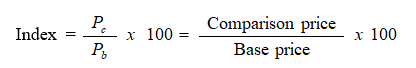 Index = P_c / P_b x 100 = Comparison price / Base price x 100